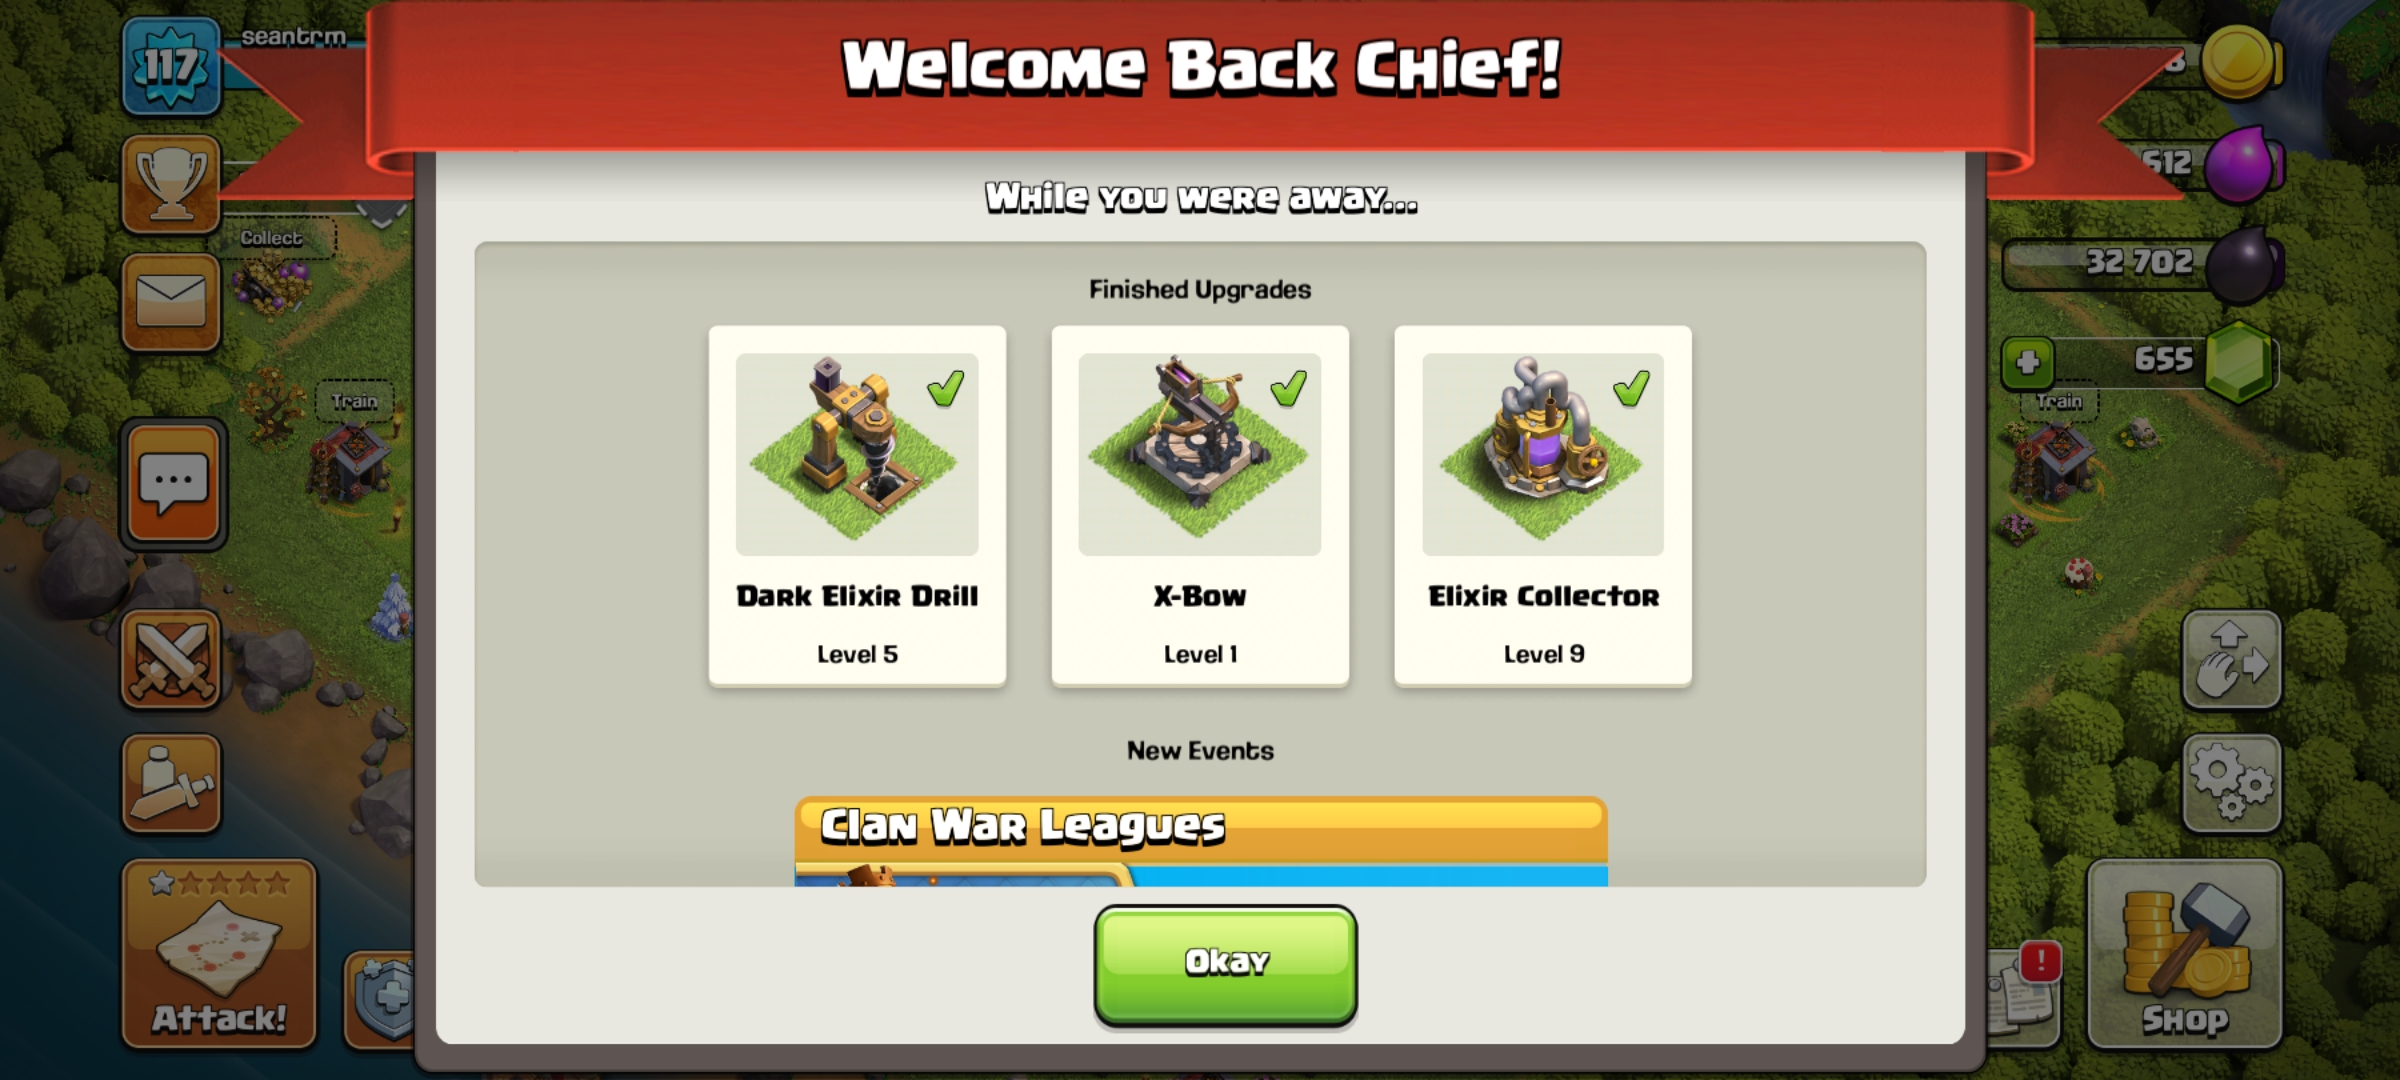 117
seantrm
Welcome Back Chief!
While you were away...
612
Collect
32 702
Finished Upgrades
655
Train
Train
Dark Elixir Drill
X-Bow
Elixir Collector
Level 5
Level 1
Level 9
New Events
Clan War Leagues
Okay
!
Attack!
Shop